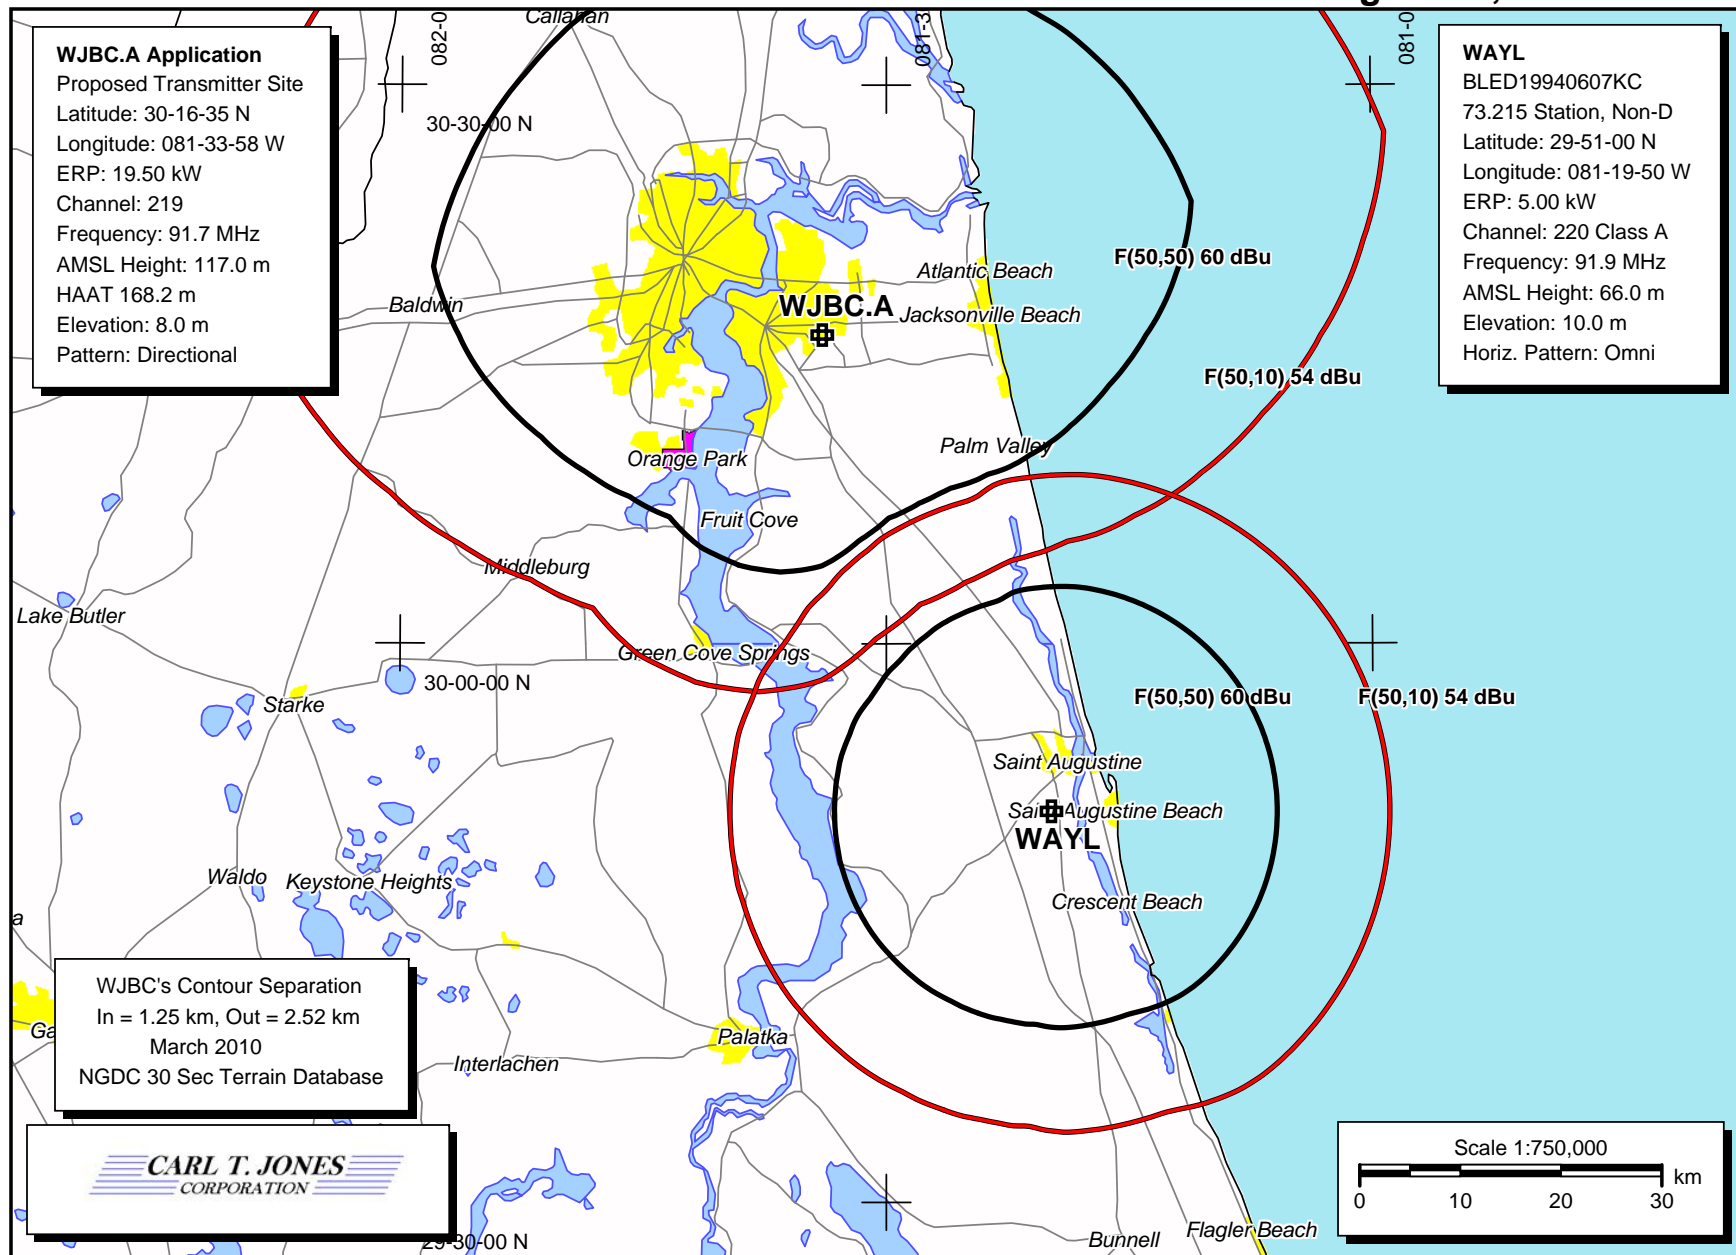 WJBC.A Application
Proposed Transmitter Site
Latitude: 30-16-35 N
Longitude: 081-33-58 W
ERP: 19.50 kW
Channel: 219
Frequency: 91.7 MHz
AMSL Height: 117.0 m
HAAT 168.2 m
Elevation: 8.0 m
Pattern: Directional
WAYL
BLED19940607KC
73.215 Station, Non-D
Latitude: 29-51-00 N
Longitude: 081-19-50 W
ERP: 5.00 kW
Channel: 220 Class A
Frequency: 91.9 MHz
AMSL Height: 66.0 m
Elevation: 10.0 m
Horiz. Pattern: Omni
082-0
081-3
081-0
Callahan
30-30-00 N
Atlantic Beach
F(50,50) 60 dBu
Baldwin
WJBC.A
Jacksonville Beach
F(50,10) 54 dBu
Palm Valley
Orange Park
Fruit Cove
Middleburg
Lake Butler
Green Cove Springs
30-00-00 N
Starke
F(50,50) 60 dBu
F(50,10) 54 dBu
Saint Augustine
Saint Augustine Beach
WAYL
Waldo
Keystone Heights
Crescent Beach
a
Ga
Palatka
Interlachen
WJBC's Contour Separation
In = 1.25 km, Out = 2.52 km
March 2010
NGDC 30 Sec Terrain Database
CARL T. JONES
CORPORATION
29-30-00 N
Bunnell
Flagler Beach
Scale 1:750,000
km
0 10 20 30